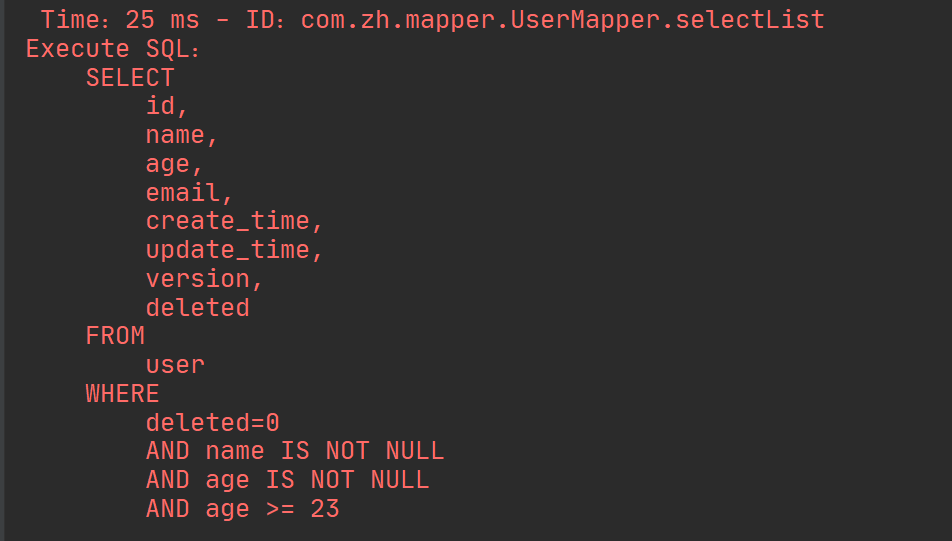 Time：25 ms - ID：com.zh.mapper.UserMapper.selectList
Execute SQL：
SELECT
id,
name,
age,
email,
create_time,
update_time,
version,
deleted
FROM
user
WHERE
deleted=0
AND name IS NOT NULL
AND age IS NOT NULL
AND age >= 23